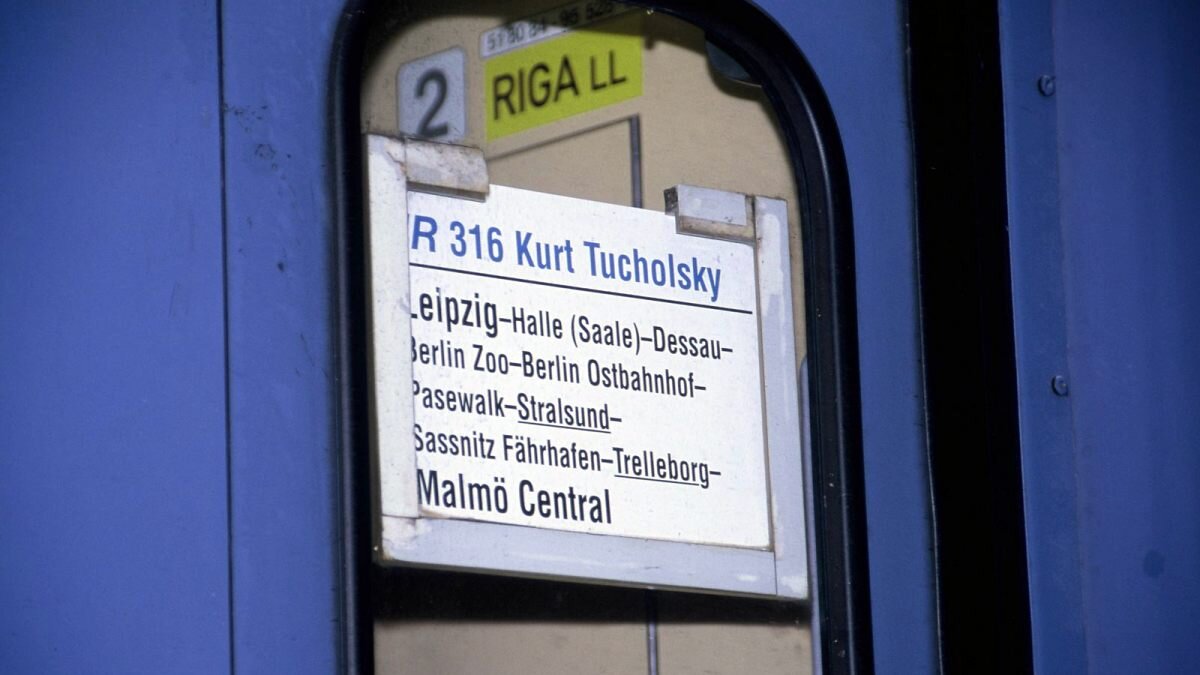 2
RIGA LL
R 316 Kurt Tucholsky
Leipzig–Halle (Saale)–Dessau–
Berlin Zoo–Berlin Ostbahnhof–
Pasewalk–Stralsund–
Sassnitz Fährhafen–Trelleborg–
Malmö Central